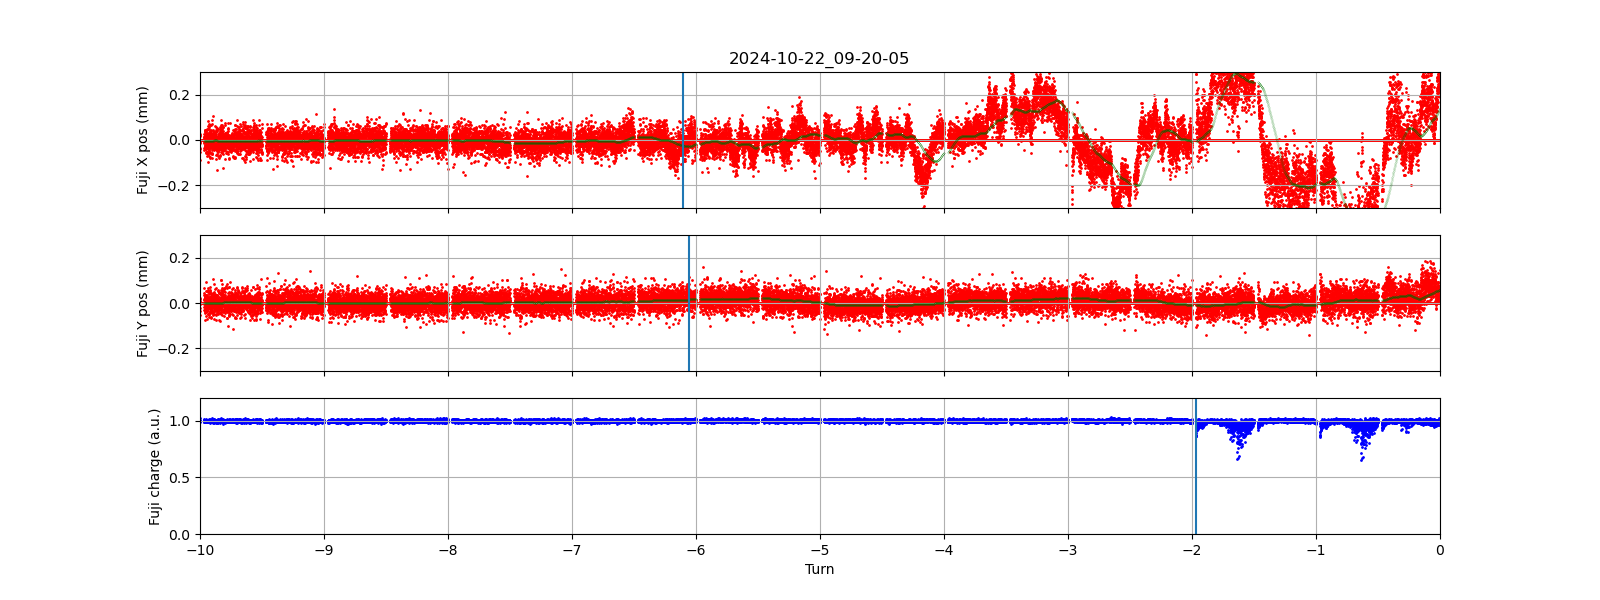 2024-10-22_09-20-05
Fuji X pos (mm)
0.2
0.0
−0.2
Fuji Y pos (mm)
0.2
0.0
−0.2
Fuji charge (a.u.)
1.0
0.5
0.0
−10 −9 −8 −7 −6 −5 −4 −3 −2 −1 0
Turn